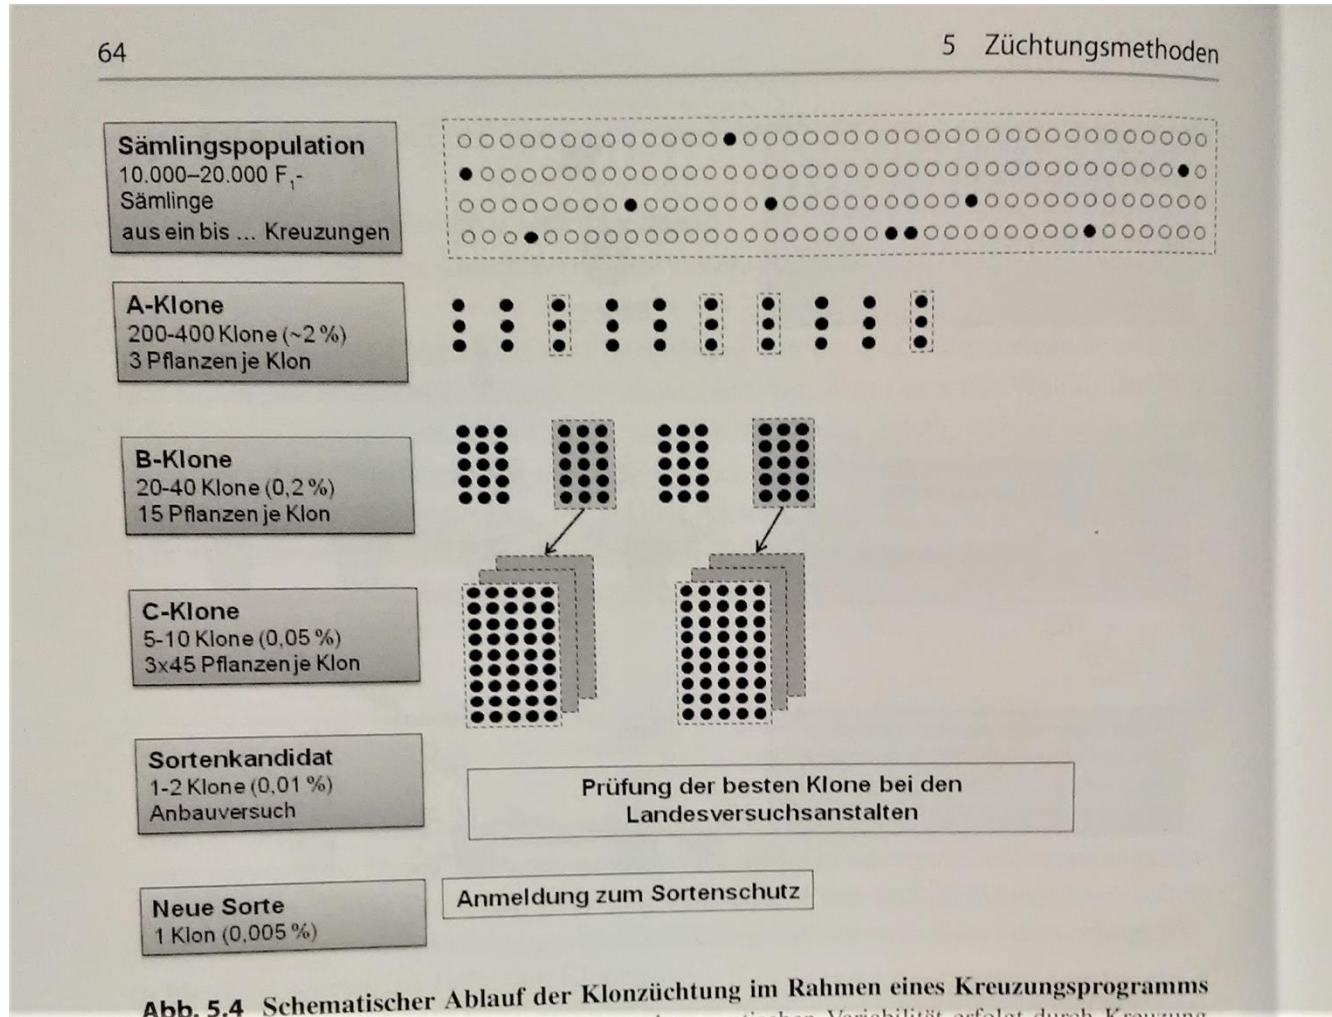 64
5 Züchtungsmethoden
Sämlingspopulation
10.000–20.000 F₁-
Sämlinge
aus ein bis ... Kreuzungen
A-Klone
200-400 Klone (~2 %)
3 Pflanzen je Klon
B-Klone
20-40 Klone (0,2 %)
15 Pflanzen je Klon
C-Klone
5-10 Klone (0,05 %)
3x45 Pflanzen je Klon
Sortenkandidat
1-2 Klone (0,01 %)
Anbauversuch
Prüfung der besten Klone bei den
Landesversuchsanstalten
Neue Sorte
1 Klon (0,005 %)
Anmeldung zum Sortenschutz
Abb. 5.4 Schematischer Ablauf der Klonzüchtung im Rahmen eines Kreuzungsprogramms
Variabilität erfolgt durch Kreuzung